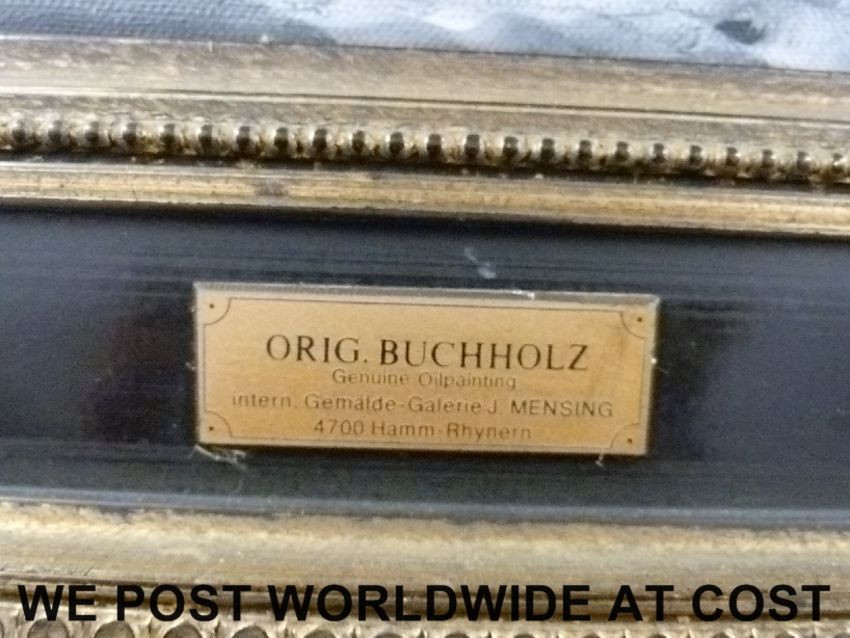 ORIG. BUCHHOLZ
Genuine Oilpainting
intern. Gemälde-Galerie J. MENSING
4700 Hamm-Rhynern
WE POST WORLDWIDE AT COST